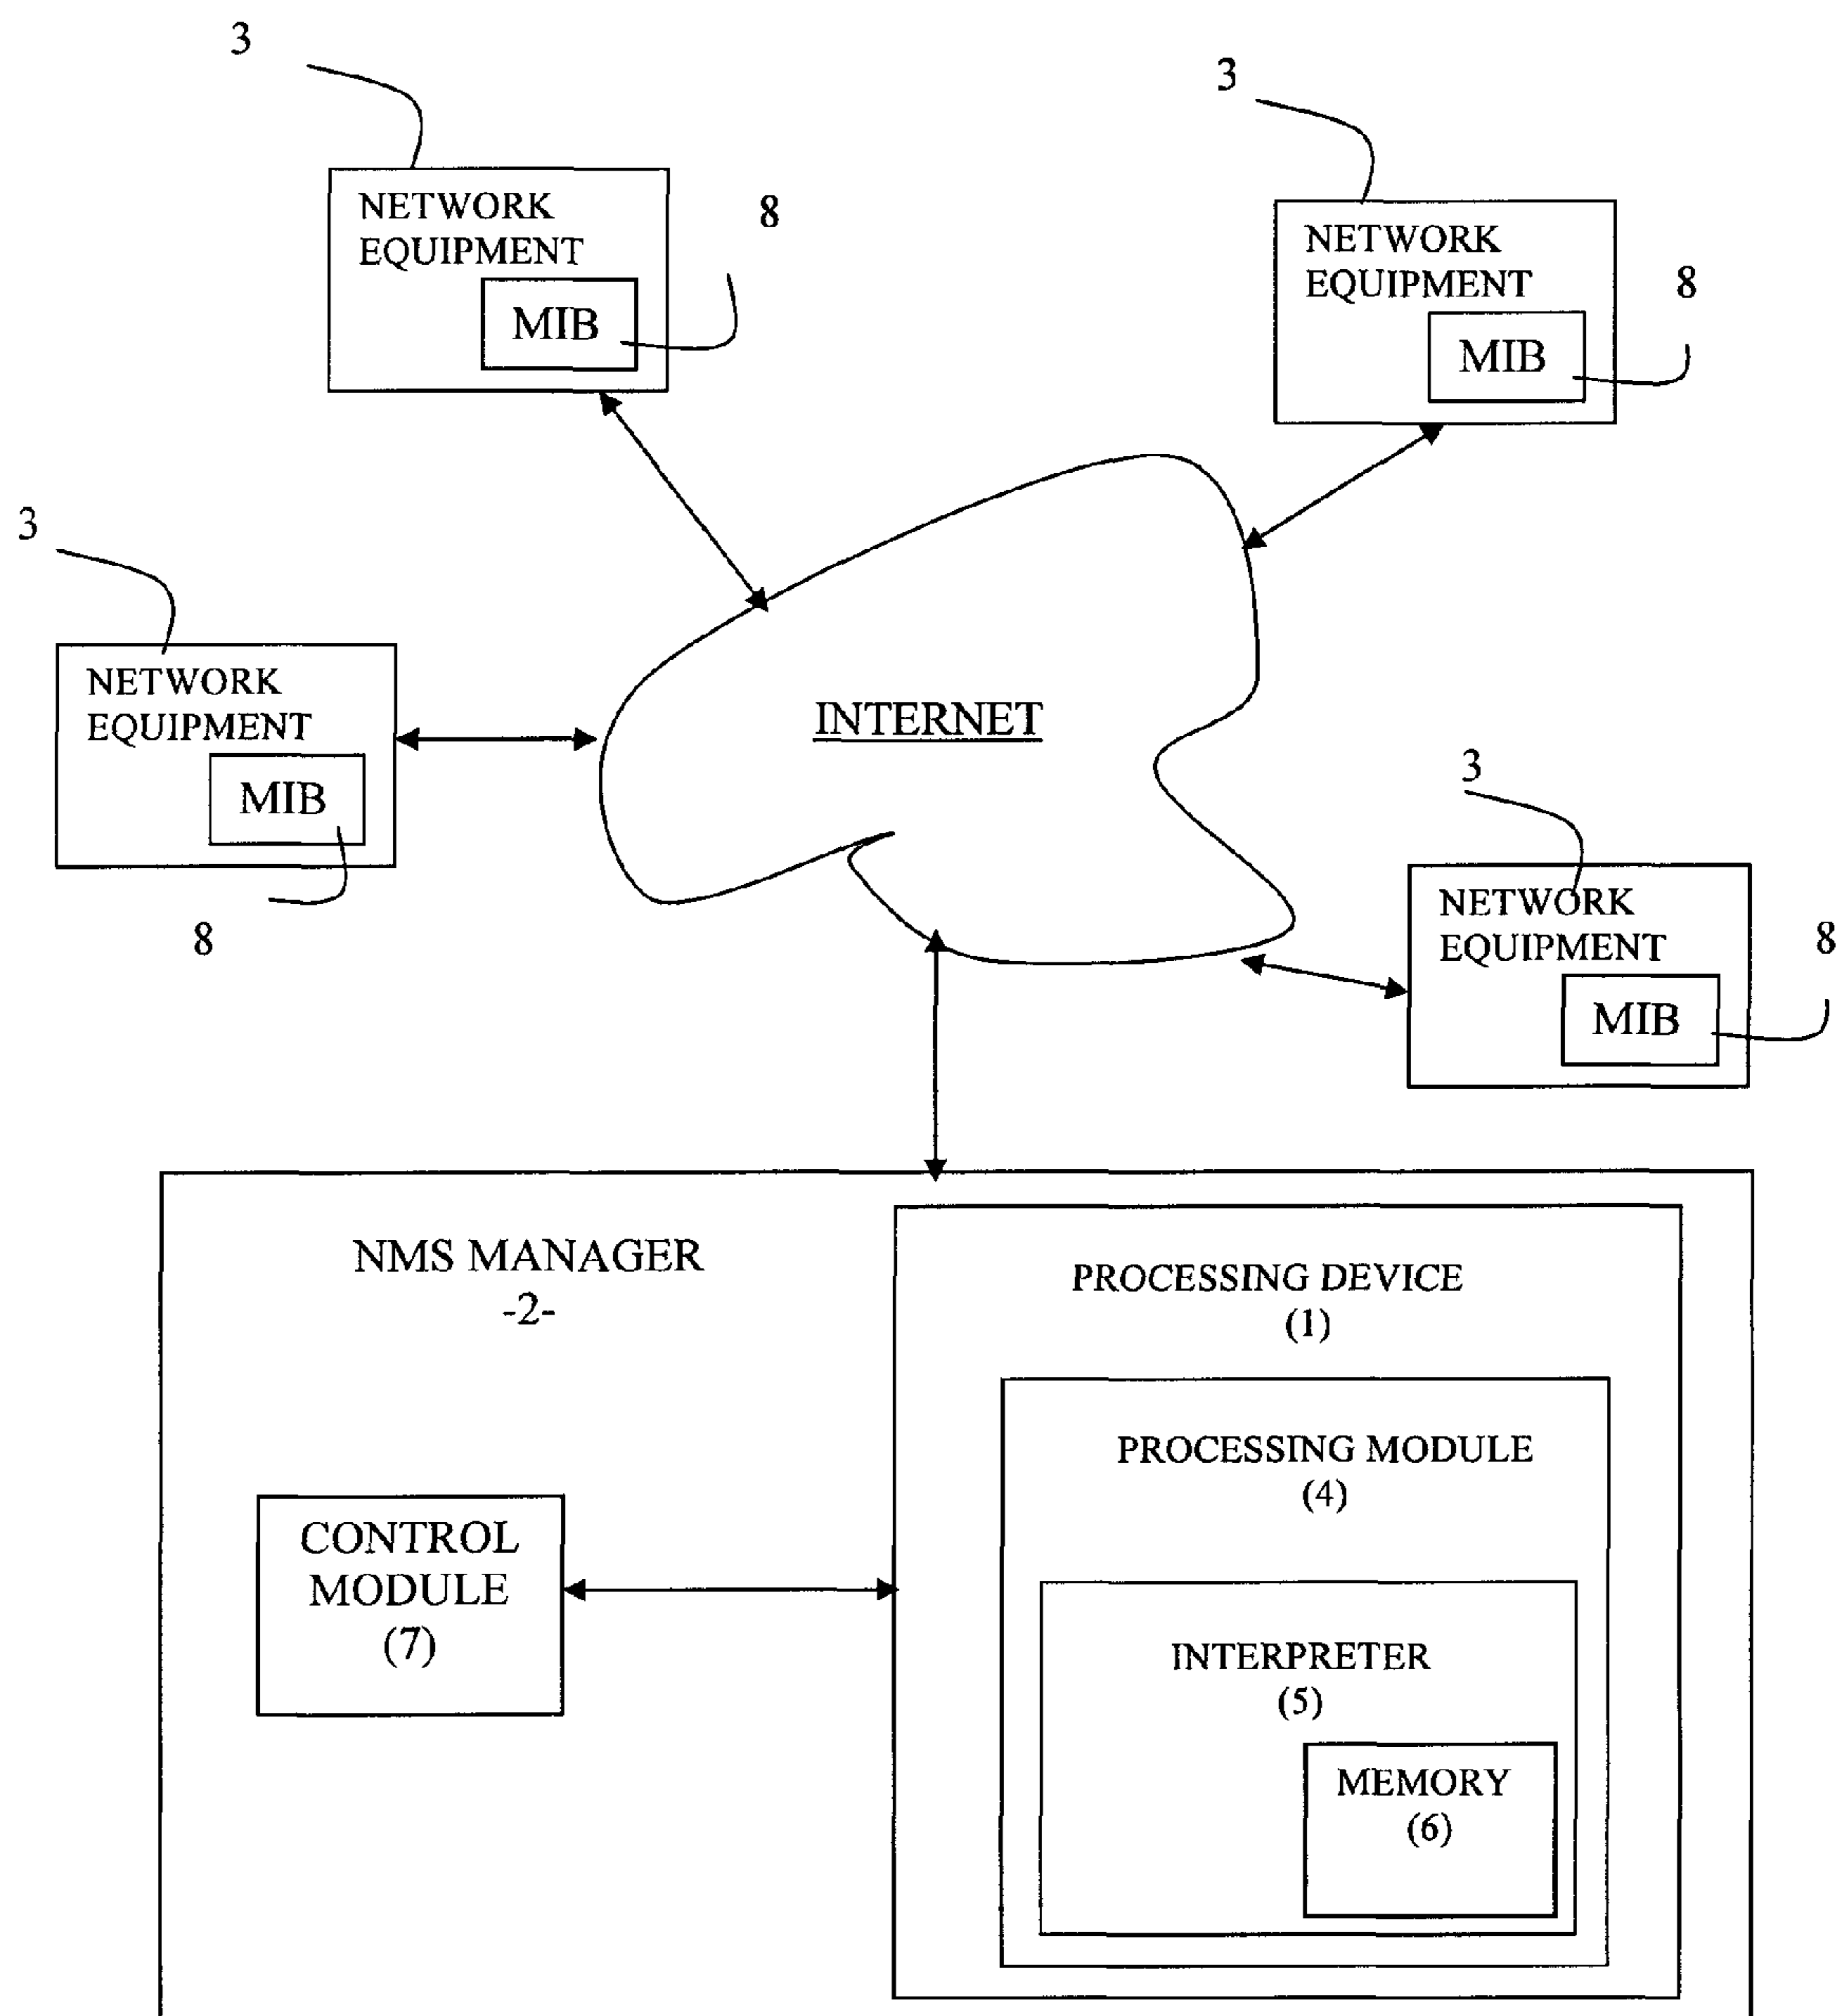 3
3
NETWORK
EQUIPMENT
8
MIB
NETWORK
EQUIPMENT
8
MIB
3
NETWORK
EQUIPMENT
MIB
8
INTERNET
3
NETWORK
EQUIPMENT
8
MIB
NMS MANAGER
-2-
PROCESSING DEVICE
(1)
PROCESSING MODULE
(4)
CONTROL
MODULE
(7)
INTERPRETER
(5)
MEMORY
(6)